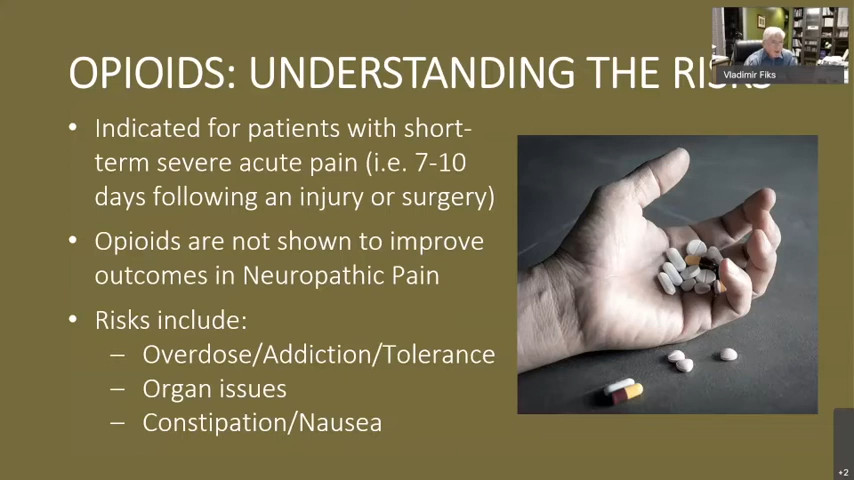 OPIOIDS: UNDERSTANDING THE RISKS
Vladimir Fiks
• Indicated for patients with short-
term severe acute pain (i.e. 7-10
days following an injury or surgery)
• Opioids are not shown to improve
outcomes in Neuropathic Pain
• Risks include:
– Overdose/Addiction/Tolerance
– Organ issues
– Constipation/Nausea
+2